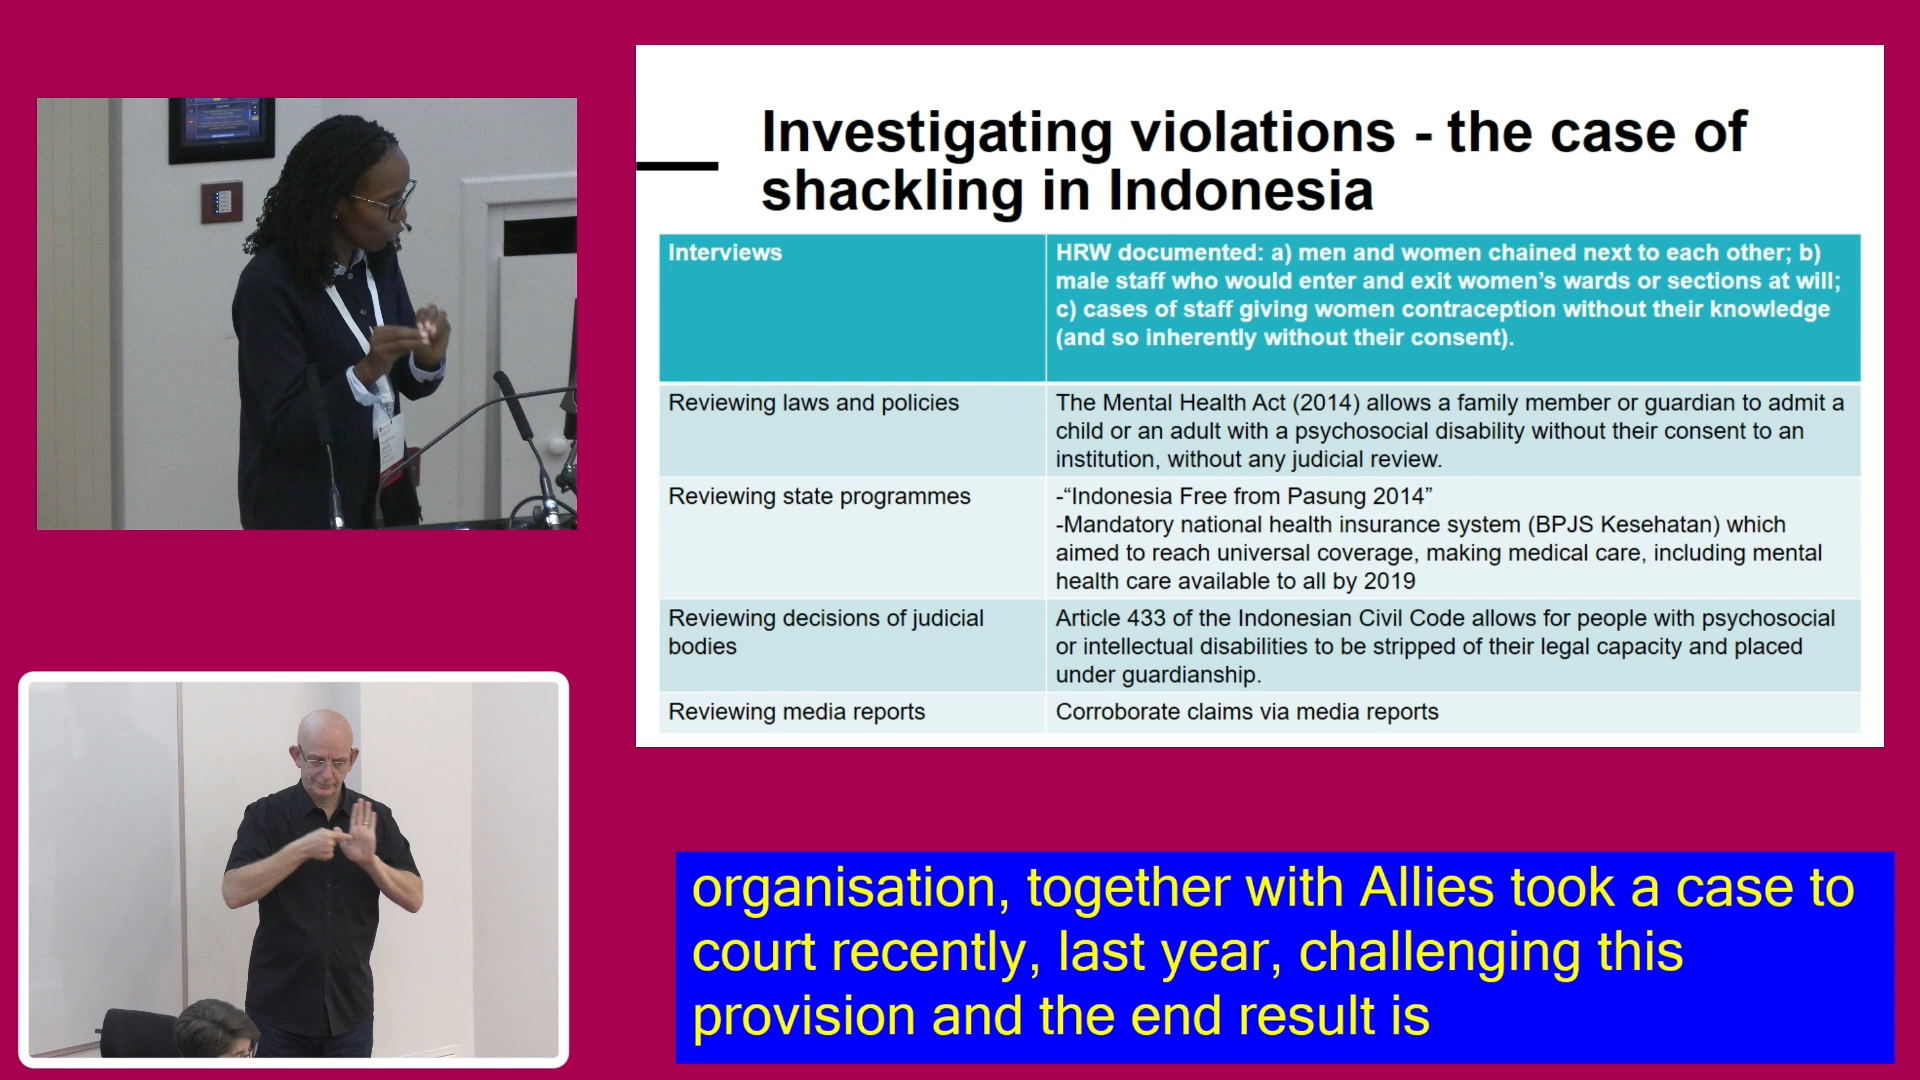 Investigating violations - the case of
shackling in Indonesia
Interviews
HRW documented: a) men and women chained next to each other; b)
male staff who would enter and exit women’s wards or sections at will;
c) cases of staff giving women contraception without their knowledge
(and so inherently without their consent).
Reviewing laws and policies
The Mental Health Act (2014) allows a family member or guardian to admit a
child or an adult with a psychosocial disability without their consent to an
institution, without any judicial review.
Reviewing state programmes
-“Indonesia Free from Pasung 2014”
-Mandatory national health insurance system (BPJS Kesehatan) which
aimed to reach universal coverage, making medical care, including mental
health care available to all by 2019
Reviewing decisions of judicial
bodies
Article 433 of the Indonesian Civil Code allows for people with psychosocial
or intellectual disabilities to be stripped of their legal capacity and placed
under guardianship.
Reviewing media reports
Corroborate claims via media reports
organisation, together with Allies took a case to
court recently, last year, challenging this
provision and the end result is